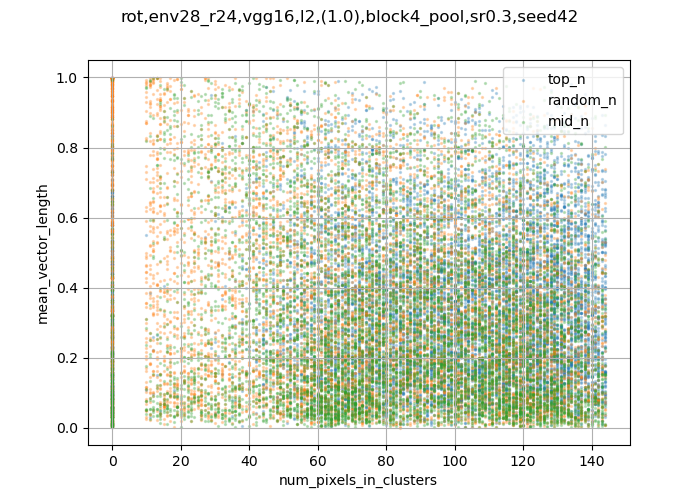 rot,env28_r24,vgg16,l2,(1.0),block4_pool,sr0.3,seed42
top_n
random_n
mid_n
mean_vector_length
1.0
0.8
0.6
0.4
0.2
0.0
0 20 40 60 80 100 120 140
num_pixels_in_clusters